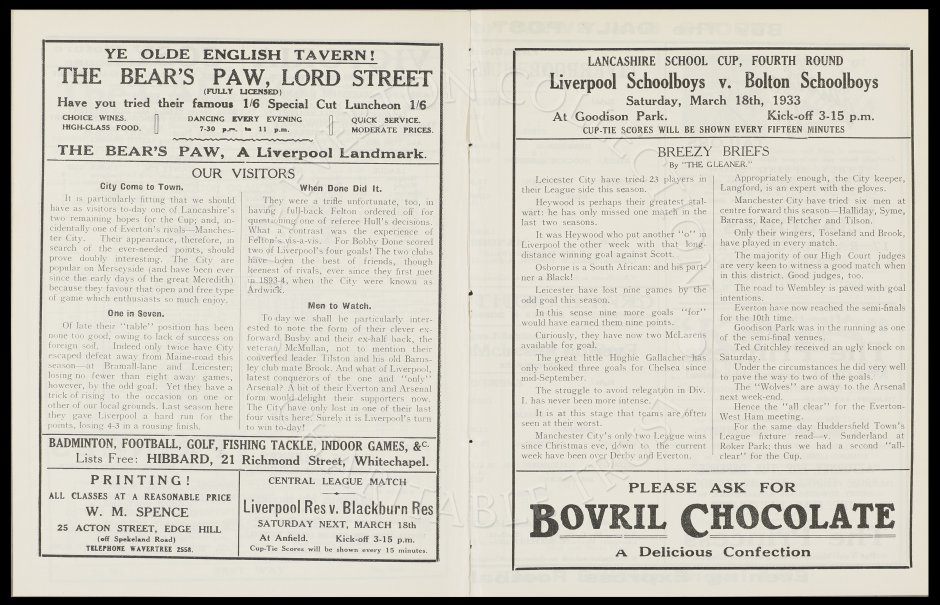 YE OLDE ENGLISH TAVERN!
THE BEAR'S PAW, LORD STREET
(FULLY LICENSED)
Have you tried their famous 1/6 Special Cut Luncheon 1/6
CHOICE WINES.
HIGH-CLASS FOOD.
DANCING EVERY EVENING
7-30 p.m. to 11 p.m.
QUICK SERVICE.
MODERATE PRICES.
THE BEAR'S PAW, A Liverpool Landmark.
OUR VISITORS
City Come to Town.
It is particularly fitting that we should
have as visitors to-day one of Lancashire's
two remaining hopes for the Cup; and, in-
cidentally one of Everton's rivals—Manches-
ter City. Their appearance, therefore, in
search of the ever-needed points, should
prove doubly interesting. The City are
popular on Merseyside (and have been ever
since the early days of the great Meredith)
because they favour that open and free type
of game which enthusiasts so much enjoy.
One in Seven.
Of late their "table" position has been
none too good, owing to lack of success on
foreign soil. Indeed only twice have City
escaped defeat away from Maine-road this
season—at Bramall-lane and Leicester;
losing no fewer than eight away games,
however, by the odd goal. Yet they have a
trick of rising to the occasion on one or
other of our local grounds. Last season here
they gave Liverpool a hard run for the
points, losing 4-3 in a rousing finish.
When Done Did It.
They were a trifle unfortunate, too, in
having full-back Felton ordered off for
questioning one of referee Hull's decisions.
What a contrast was the experience of
Felton's vis-a-vis. For Bobby Done scored
two of Liverpool's four goals! The two clubs
have been the best of friends, though
keenest of rivals, ever since they first met
in 1893-4, when the City were known as
Ardwick.
Men to Watch.
To-day we shall be particularly inter-
ested to note the form of their clever ex-
forward Busby and their ex-half back, the
veteran McMullan, not to mention their
converted leader Tilston and his old Barns-
ley club mate Brook. And what of Liverpool,
latest conquerors of the one and "only"
Arsenal? A bit of their Everton and Arsenal
form would delight their supporters now.
The City have only lost in one of their last
four visits here. Surely it is Liverpool's turn
to win to-day!
BADMINTON, FOOTBALL, GOLF, FISHING TACKLE, INDOOR GAMES, &c.
Lists Free: HIBBARD, 21 Richmond Street, Whitechapel.
PRINTING!
ALL CLASSES AT A REASONABLE PRICE
W. M. SPENCE
25 ACTON STREET, EDGE HILL
(off Spekeland Road)
TELEPHONE WAVERTREE 2558.
CENTRAL LEAGUE MATCH
Liverpool Res v. Blackburn Res
SATURDAY NEXT, MARCH 18th
At Anfield. Kick-off 3-15 p.m.
Cup-Tie Scores will be shown every 15 minutes.
LANCASHIRE SCHOOL CUP, FOURTH ROUND
Liverpool Schoolboys v. Bolton Schoolboys
Saturday, March 18th, 1933
At Goodison Park. Kick-off 3-15 p.m.
CUP-TIE SCORES WILL BE SHOWN EVERY FIFTEEN MINUTES
BREEZY BRIEFS
By "THE GLEANER."
Leicester City have tried 23 players in
their League side this season.
Heywood is perhaps their greatest stal-
wart: he has only missed one match in the
last two seasons.
It was Heywood who put another "o" in
Liverpool the other week with that long-
distance winning goal against Scott.
Osborne is a South African: and his part-
ner a Black!
Leicester have lost nine games by the
odd goal this season.
In this sense nine more goals "for"
would have earned them nine points.
Curiously, they have now two McLarens
available for goal.
The great little Hughie Gallacher has
only booked three goals for Chelsea since
mid-September.
The struggle to avoid relegation in Div.
I. has never been more intense.
It is at this stage that teams are often
seen at their worst.
Manchester City's only two League wins
since Christmas eve, down to the current
week have been over Derby and Everton.
Appropriately enough, the City keeper,
Langford, is an expert with the gloves.
Manchester City have tried six men at
centre forward this season—Halliday, Syme,
Barrass, Race, Fletcher and Tilson.
Only their wingers, Toseland and Brook,
have played in every match.
The majority of our High Court judges
are very keen to witness a good match when
in this district. Good judges, too.
The road to Wembley is paved with goal
intentions.
Everton have now reached the semi-finals
for the 10th time.
Goodison Park was in the running as one
of the semi-final venues.
Ted Critchley received an ugly knock on
Saturday.
Under the circumstances he did very well
to pave the way to two of the goals.
The "Wolves" are away to the Arsenal
next week-end.
Hence the "all clear" for the Everton-
West Ham meeting.
For the same day Huddersfield Town's
League fixture read—v. Sunderland at
Roker Park; thus we had a second "all-
clear" for the Cup.
PLEASE ASK FOR
BOVRIL CHOCOLATE
A Delicious Confection